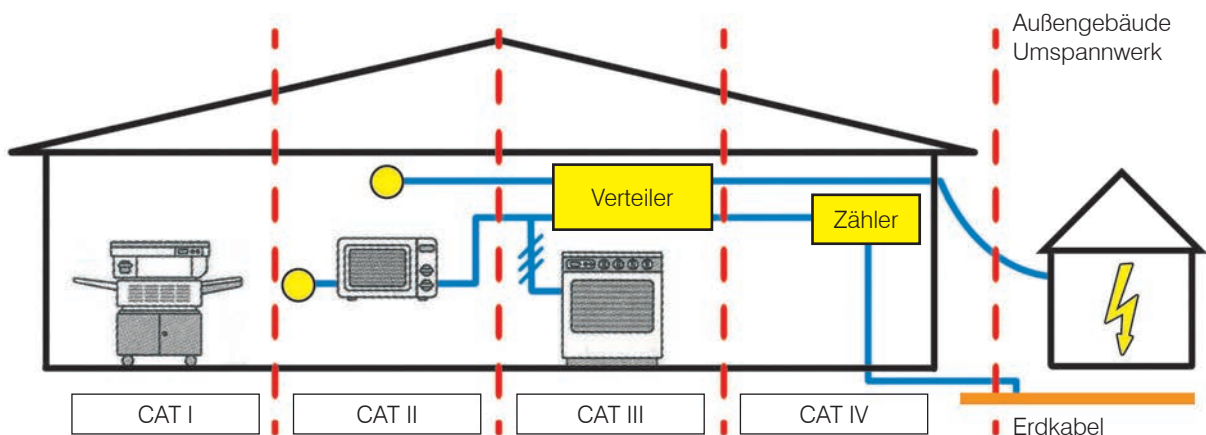 Außengebäude
Umspannwerk
Verteiler
Zähler
CAT I
CAT II
CAT III
CAT IV
Erdkabel